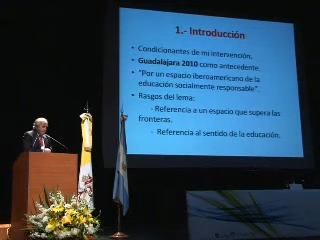 1.- Introducción
• Condicionantes de mi intervención.
• Guadalajara 2010 como antecedente.
• "Por un espacio iberoamericano de la
educación socialmente responsable".
• Rasgos del lema:
- Referencia a un espacio que supera las
fronteras.
- Referencia al sentido de la educación.